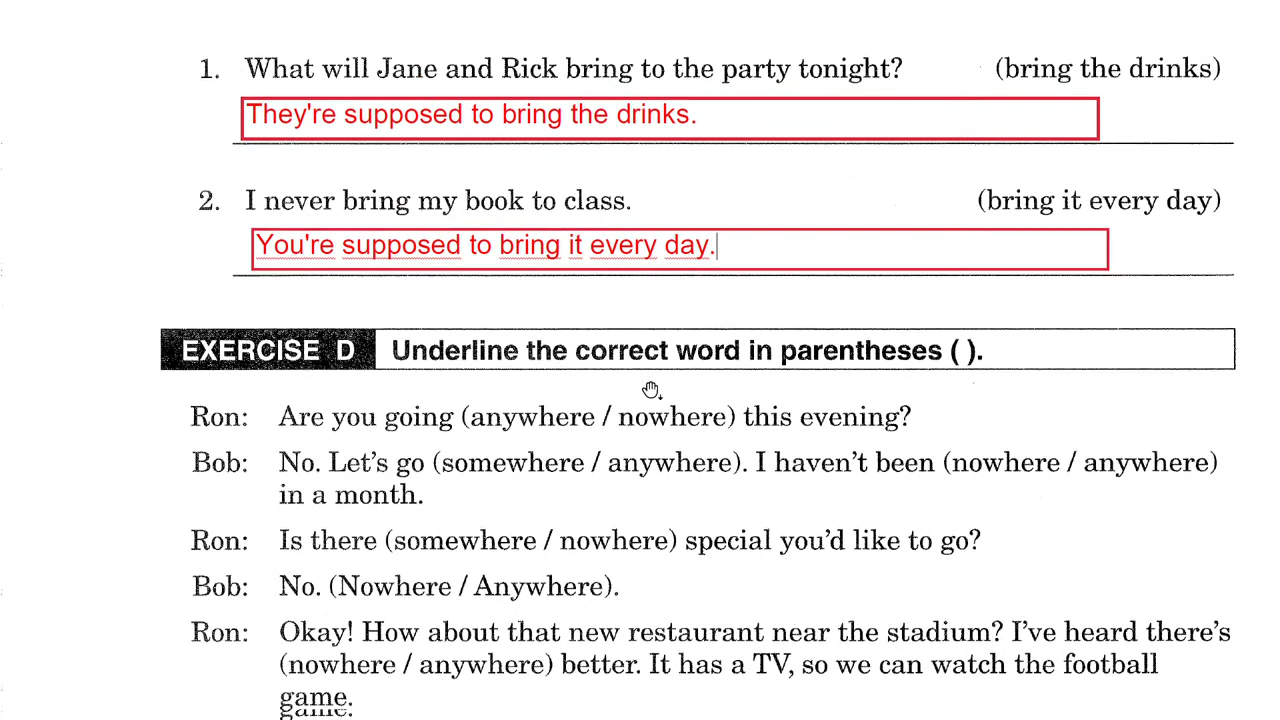 1. What will Jane and Rick bring to the party tonight? (bring the drinks)
They're supposed to bring the drinks.
2. I never bring my book to class. (bring it every day)
You're supposed to bring it every day.
EXERCISE D Underline the correct word in parentheses ( ).
Ron: Are you going (anywhere / nowhere) this evening?
Bob: No. Let's go (somewhere / anywhere). I haven't been (nowhere / anywhere)
in a month.
Ron: Is there (somewhere / nowhere) special you'd like to go?
Bob: No. (Nowhere / Anywhere).
Ron: Okay! How about that new restaurant near the stadium? I've heard there's
(nowhere / anywhere) better. It has a TV, so we can watch the football
game.